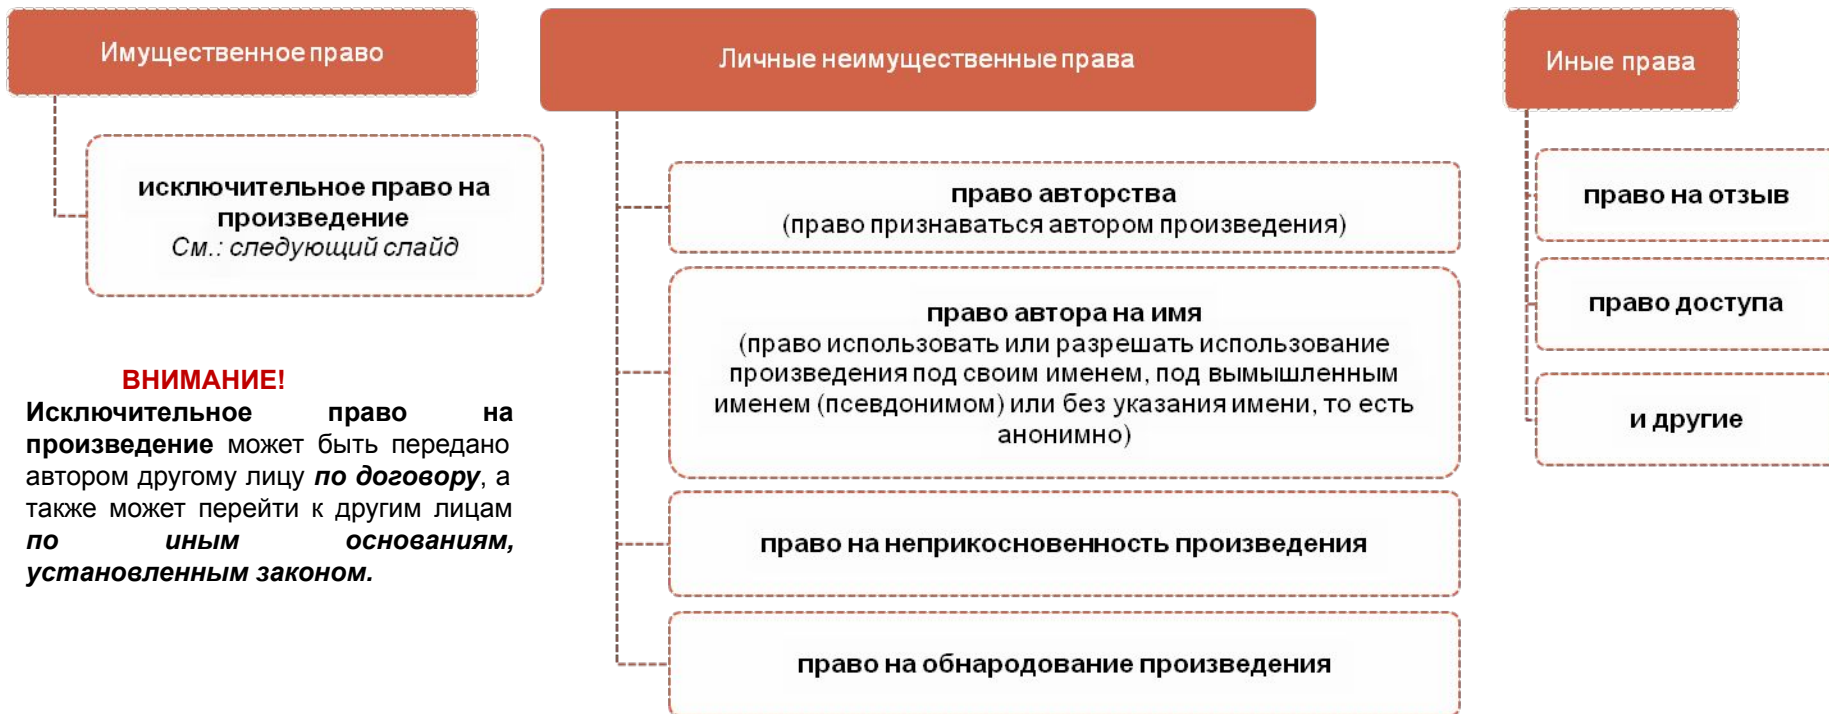 Имущественное право
исключительное право на
произведение
См.: следующий слайд
ВНИМАНИЕ!
Исключительное право на
произведение может быть передано
автором другому лицу по договору, а
также может перейти к другим лицам
по иным основаниям,
установленным законом.
Личные неимущественные права
право авторства
(право признаваться автором произведения)
право автора на имя
(право использовать или разрешать использование
произведения под своим именем, под вымышленным
именем (псевдонимом) или без указания имени, то есть
анонимно)
право на неприкосновенность произведения
право на обнародование произведения
Иные права
право на отзыв
право доступа
и другие